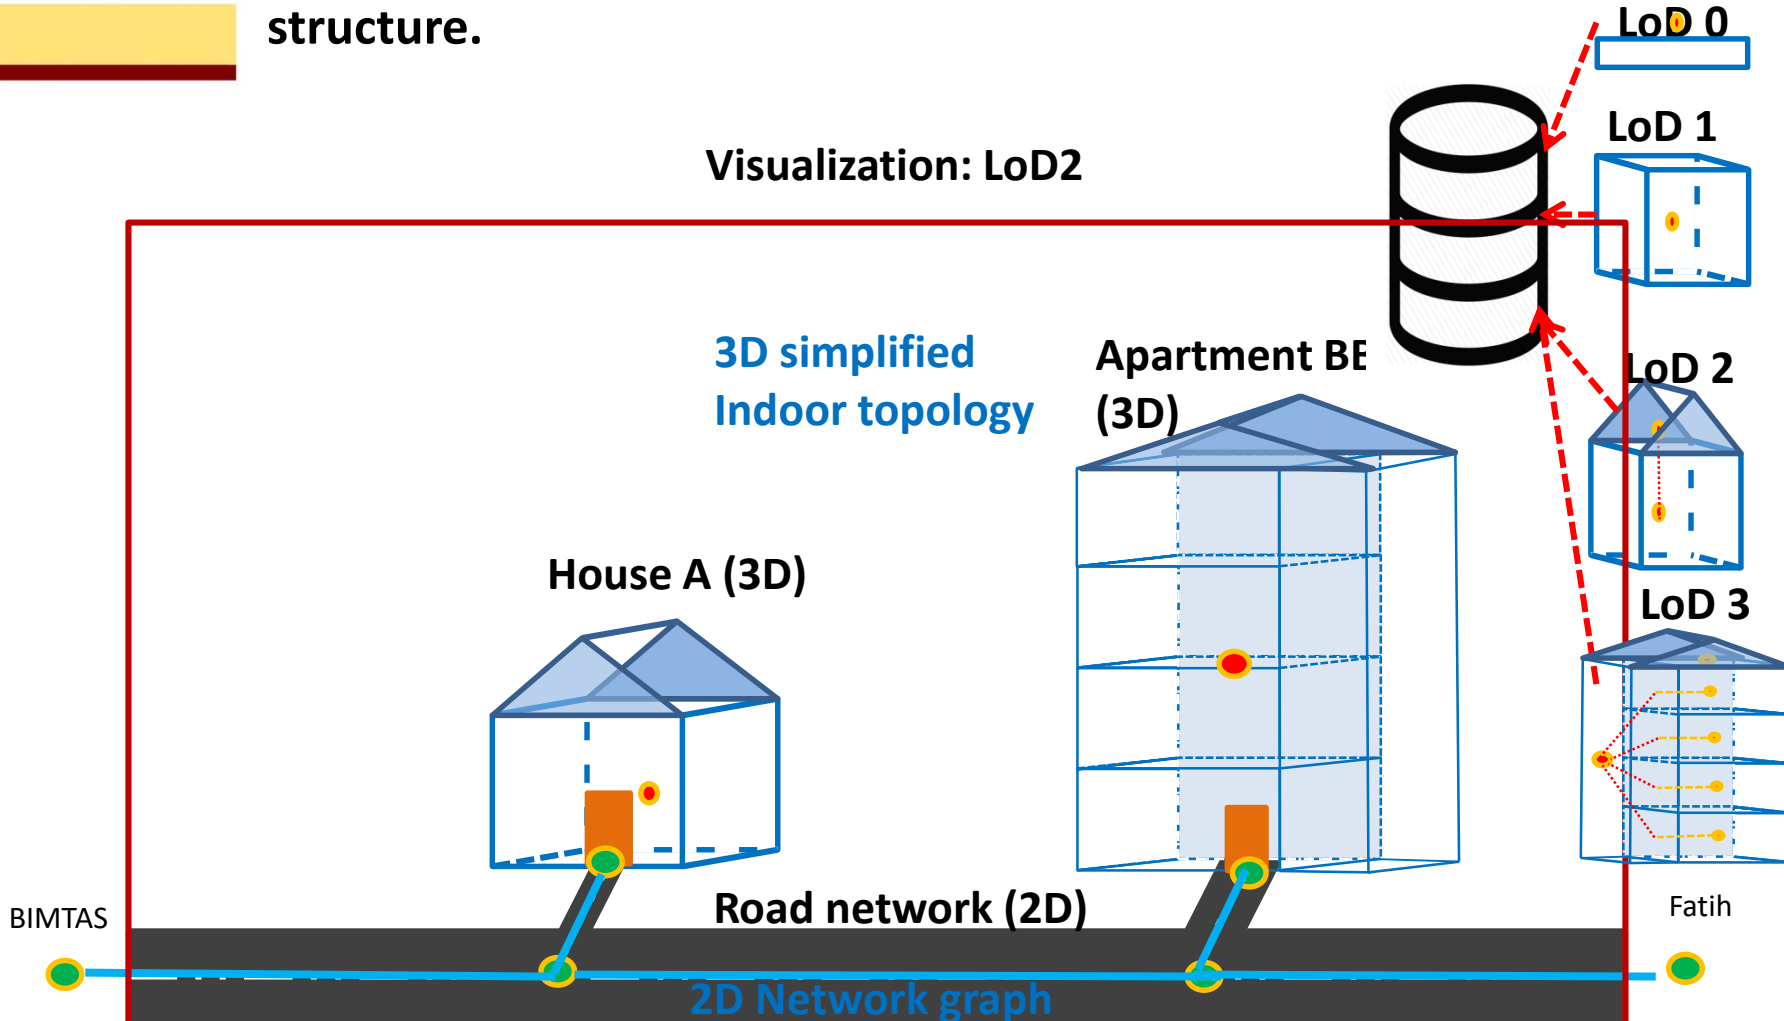 structure.
LoD 0
LoD 1
Visualization: LoD2
3D simplified
Indoor topology
Apartment BE
(3D)
LoD 2
House A (3D)
LoD 3
Road network (2D)
BIMTAS
Fatih
2D Network graph